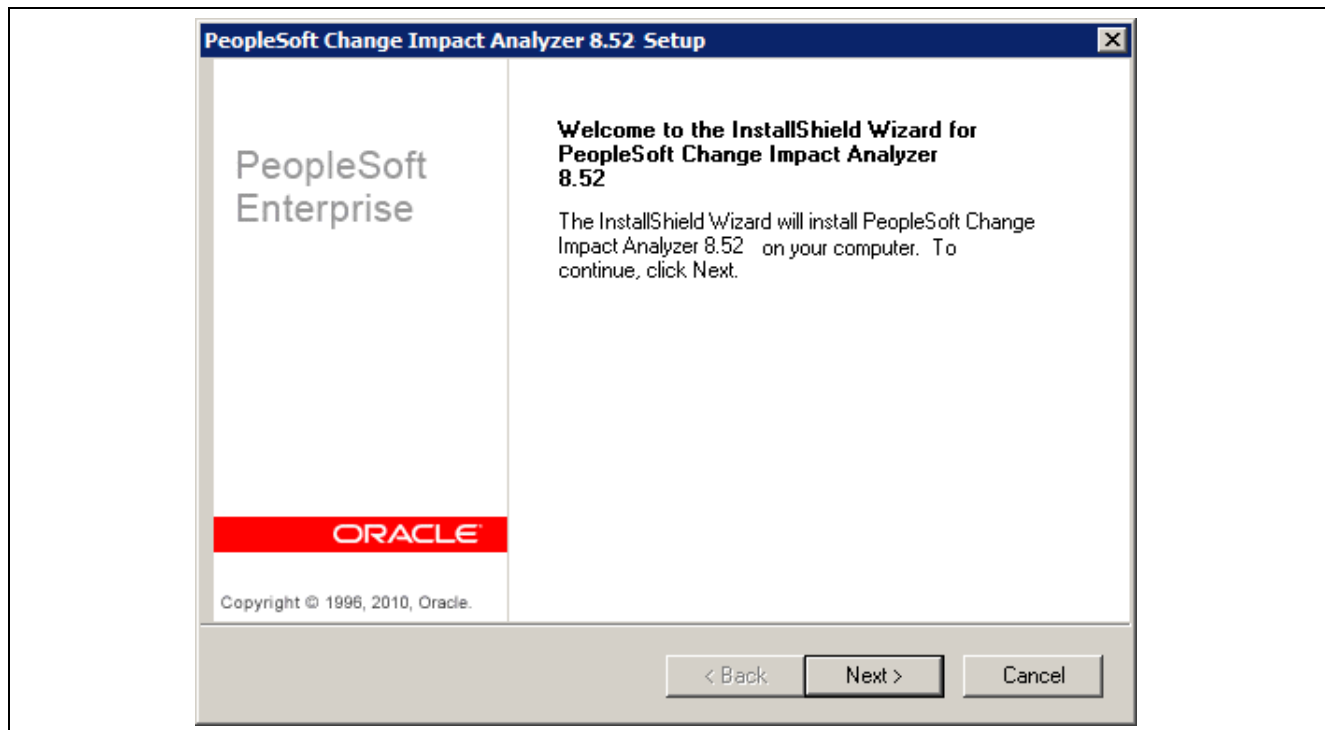 PeopleSoft Change Impact Analyzer 8.52 Setup
PeopleSoft
Enterprise
ORACLE
Copyright © 1996, 2010, Oracle.
Welcome to the InstallShield Wizard for
PeopleSoft Change Impact Analyzer
8.52
The InstallShield Wizard will install PeopleSoft Change
Impact Analyzer 8.52 on your computer. To
continue, click Next.
< Back
Next >
Cancel